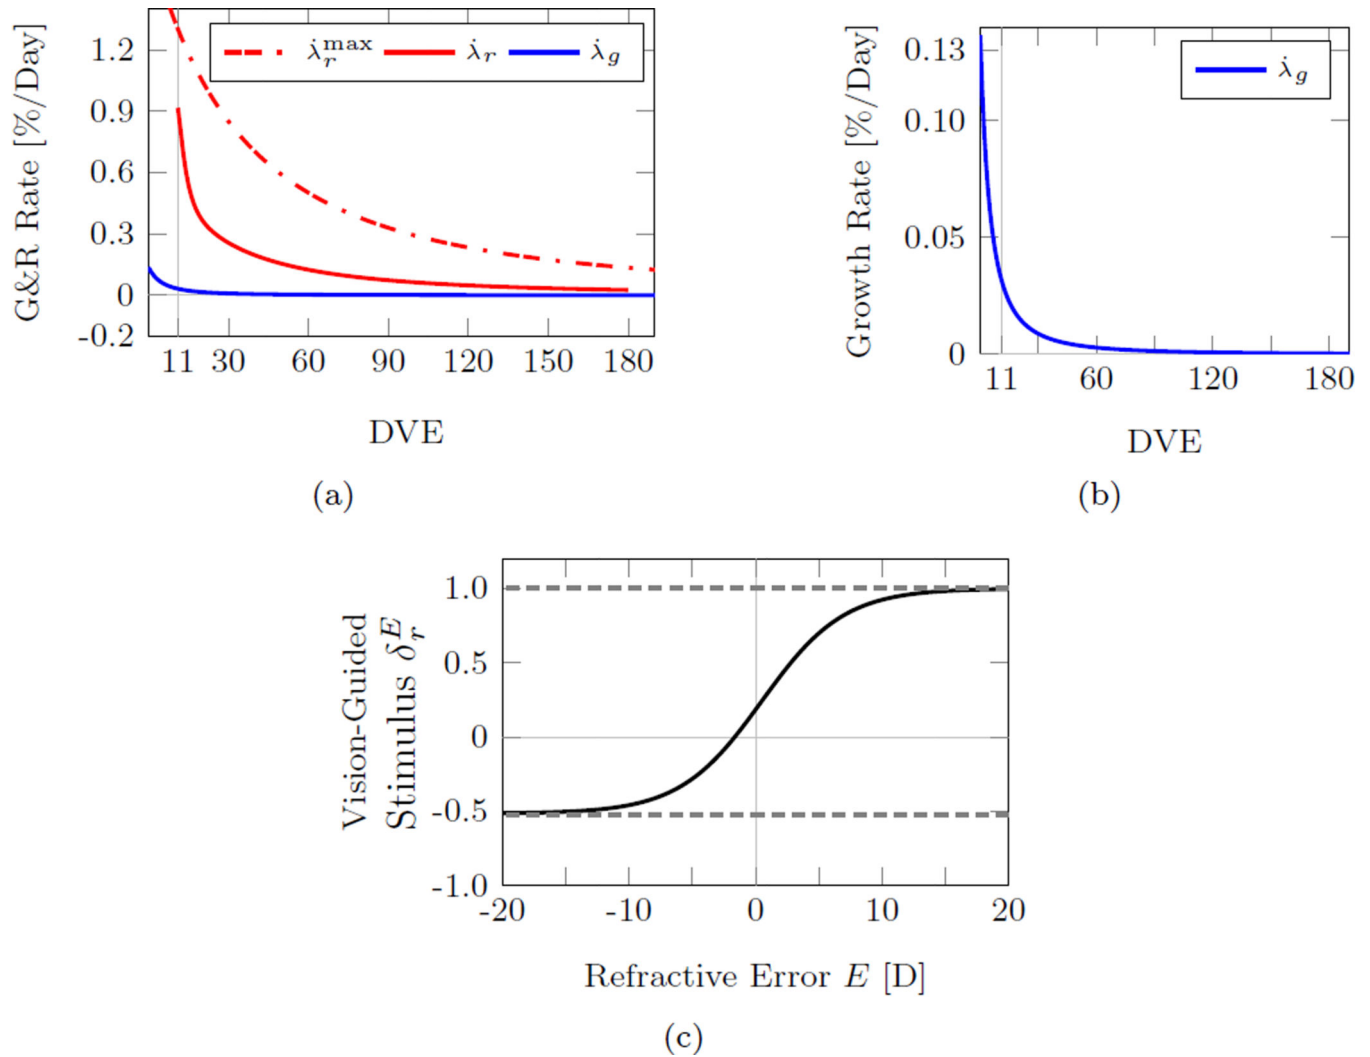 G&R Rate [%/Day]
1.2
0.9
0.6
0.3
0
-0.2
λ̇_r^max λ̇_r λ̇_g
11 30 60 90 120 150 180
DVE
(a)
Growth Rate [%/Day]
0.13
0.10
0.05
0
λ̇_g
11 60 120 180
DVE
(b)
Vision-Guided
Stimulus δ_r^E
1.0
0.5
0
-0.5
-1.0
-20 -10 0 10 20
Refractive Error E [D]
(c)